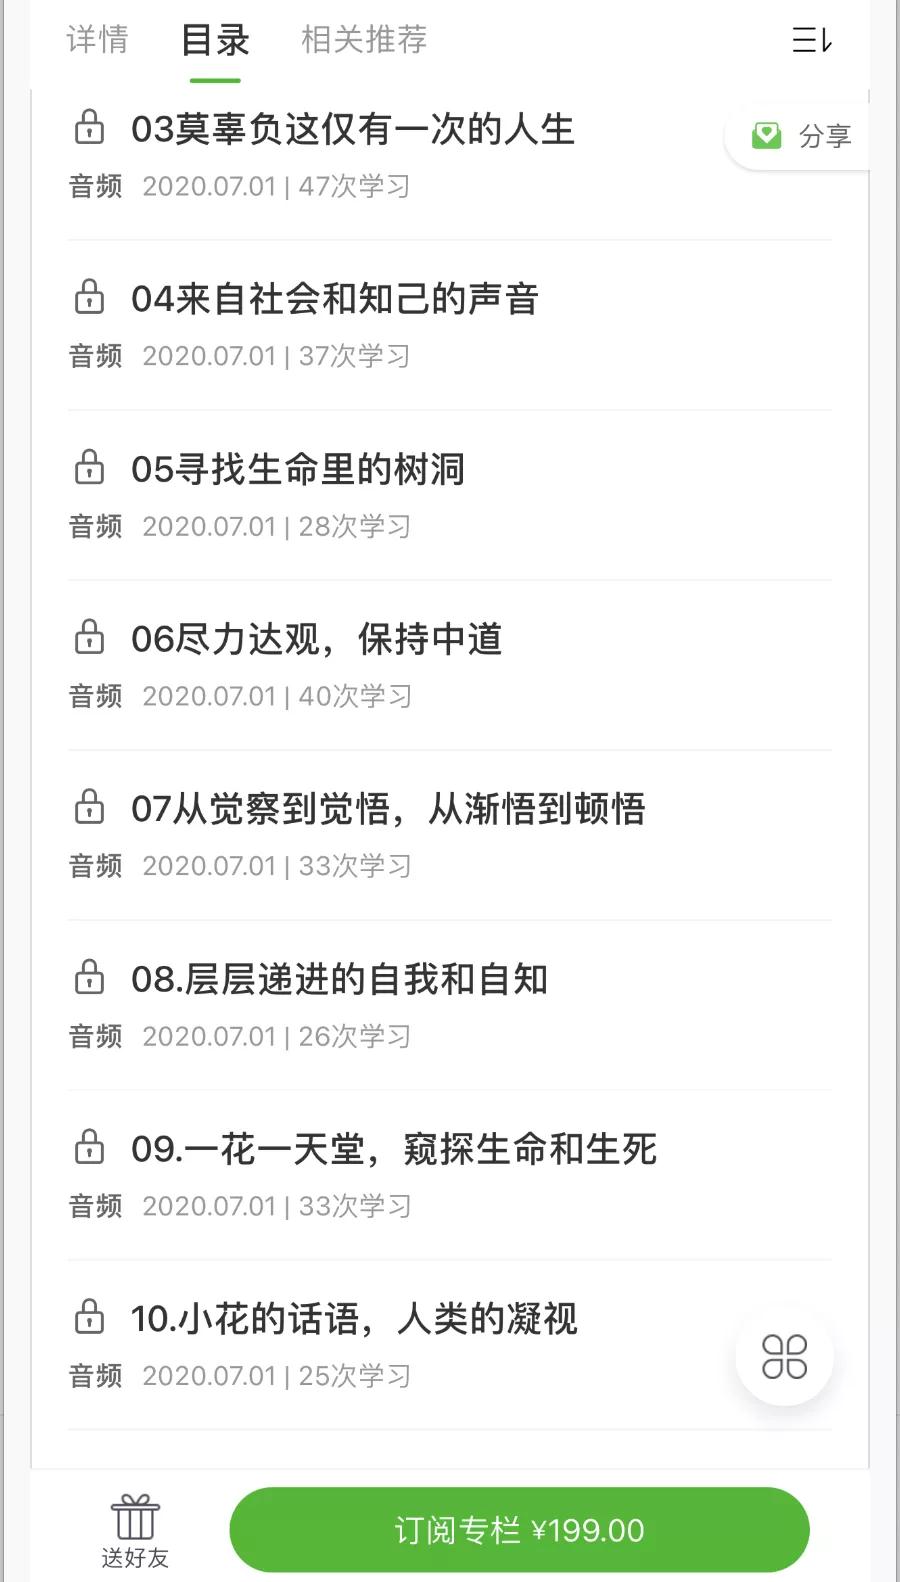 详情 目录 相关推荐
03莫辜负这仅有一次的人生
分享
音频 2020.07.01 | 47次学习
04来自社会和知己的声音
音频 2020.07.01 | 37次学习
05寻找生命里的树洞
音频 2020.07.01 | 28次学习
06尽力达观，保持中道
音频 2020.07.01 | 40次学习
07从觉察到觉悟，从渐悟到顿悟
音频 2020.07.01 | 33次学习
08.层层递进的自我和自知
音频 2020.07.01 | 26次学习
09.一花一天堂，窥探生命和生死
音频 2020.07.01 | 33次学习
10.小花的话语，人类的凝视
音频 2020.07.01 | 25次学习
送好友
订阅专栏 ¥199.00